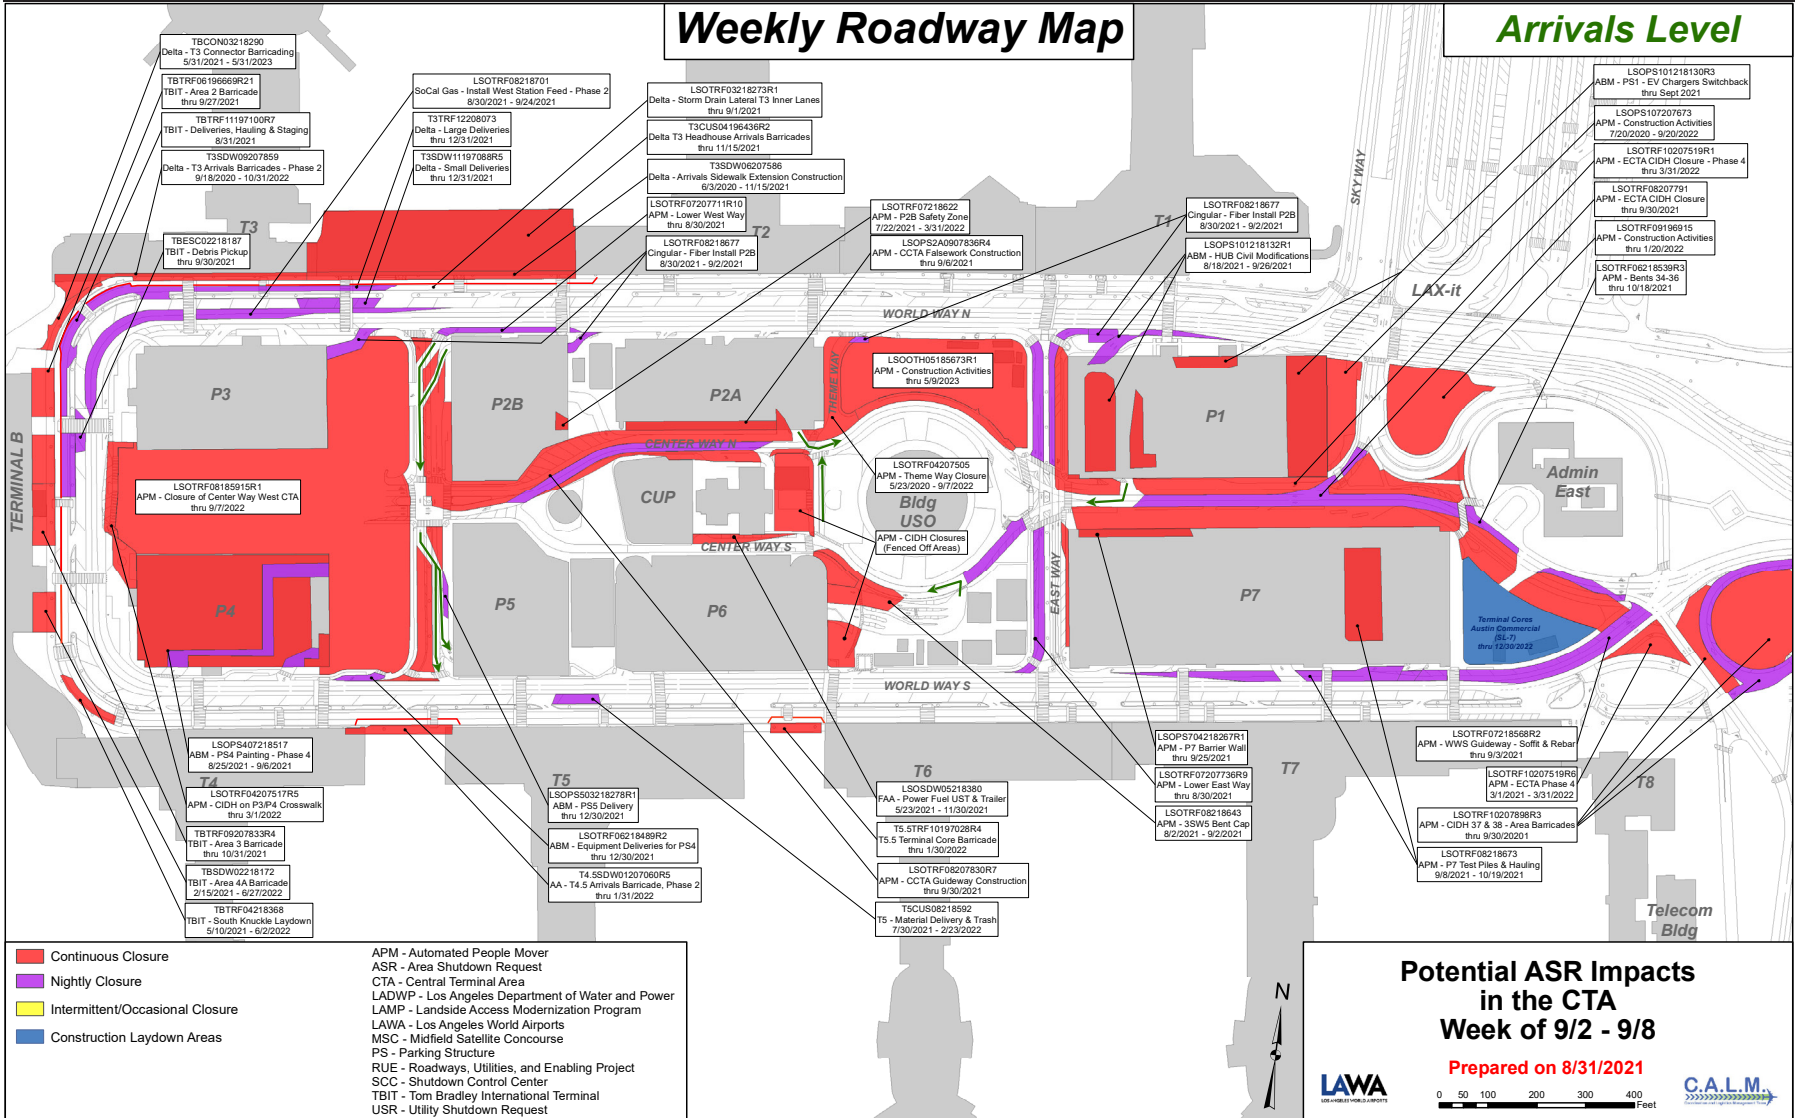 Weekly Roadway Map
Arrivals Level
TBCON03218290
Delta - T3 Connector Barricading
5/31/2021 - 5/31/2023
TBTRF06196669R21
TBIT - Area 2 Barricade
thru 9/27/2021
TBTRF11197100R7
TBIT - Deliveries, Hauling & Staging
8/31/2021
T3SDW09207859
Delta - T3 Arrivals Barricades - Phase 2
9/18/2020 - 10/31/2022
TBESC02218187
TBIT - Debris Pickup
thru 9/30/2021
LSOTRF08218701
SoCal Gas - Install West Station Feed - Phase 2
8/30/2021 - 9/24/2021
T3TRF12208073
Delta - Large Deliveries
thru 12/31/2021
T3SDW11197088R5
Delta - Small Deliveries
thru 12/31/2021
LSOTRF03218273R1
Delta - Storm Drain Lateral T3 Inner Lanes
thru 9/1/2021
T3CUS04196436R2
Delta T3 Headhouse Arrivals Barricades
thru 11/15/2021
T3SDW06207586
Delta - Arrivals Sidewalk Extension Construction
6/3/2020 - 11/15/2021
LSOTRF07207711R10
APM - Lower West Way
thru 8/30/2021
LSOTRF08218677
Cingular - Fiber Install P2B
8/30/2021 - 9/2/2021
LSOTRF07218622
APM - P2B Safety Zone
7/22/2021 - 3/31/2022
LSOPS2A0907836R4
APM - CCTA Falsework Construction
thru 9/6/2021
LSOTRF08218677
Cingular - Fiber Install P2B
8/30/2021 - 9/2/2021
LSOPS101218132R1
ABM - HUB Civil Modifications
8/18/2021 - 9/26/2021
LSOPS101218130R3
ABM - PS1 - EV Chargers Switchback
thru Sept 2021
LSOPS107207673
APM - Construction Activities
7/20/2020 - 9/20/2022
LSOTRF10207519R1
APM - ECTA CIDH Closure - Phase 4
thru 3/31/2022
LSOTRF08207791
APM - ECTA CIDH Closure
thru 9/30/2021
LSOTRF09196915
APM - Construction Activities
thru 1/20/2022
LSOTRF06218539R3
APM - Bents 34-36
thru 10/18/2021
T3
T2
T1
SKY WAY
LAX-it
WORLD WAY N
P3
P2B
P2A
THEME WAY
LSOOTH05185673R1
APM - Construction Activities
thru 5/9/2023
P1
TERMINAL B
CENTER WAY N
LSOTRF08185915R1
APM - Closure of Center Way West CTA
thru 9/7/2022
CUP
LSOTRF04207505
APM - Theme Way Closure
5/23/2020 - 9/7/2022
Bldg
USO
APM - CIDH Closures
(Fenced Off Areas)
CENTER WAY S
Admin
East
EAST WAY
P4
P5
P6
P7
Terminal Cores
Austin Commercial
(SL-7)
thru 12/30/2022
WORLD WAY S
T4
T5
T6
T7
T8
LSOPS407218517
ABM - PS4 Painting - Phase 4
8/25/2021 - 9/6/2021
LSOTRF04207517R5
APM - CIDH on P3/P4 Crosswalk
thru 3/1/2022
TBTRF09207833R4
TBIT - Area 3 Barricade
thru 10/31/2021
TBSDW02218172
TBIT - Area 4A Barricade
2/15/2021 - 6/27/2022
TBTRF04218368
TBIT - South Knuckle Laydown
5/10/2021 - 6/2/2022
LSOPS503218278R1
ABM - PS5 Delivery
thru 12/30/2021
LSOTRF06218489R2
ABM - Equipment Deliveries for PS4
thru 12/30/2021
T4.5SDW01207060R5
AA - T4.5 Arrivals Barricade, Phase 2
thru 1/31/2022
LSOSDW05218380
FAA - Power Fuel UST & Trailer
5/23/2021 - 11/30/2021
T5.5TRF10197028R4
T5.5 Terminal Core Barricade
thru 1/30/2022
LSOTRF08207830R7
APM - CCTA Guideway Construction
thru 9/30/2021
T5CUS08218592
T5 - Material Delivery & Trash
7/30/2021 - 2/23/2022
LSOPS704218267R1
APM - P7 Barrier Wall
thru 9/25/2021
LSOTRF07207736R9
APM - Lower East Way
thru 8/30/2021
LSOTRF08218643
APM - 3SW5 Bent Cap
8/2/2021 - 9/2/2021
LSOTRF07218568R2
APM - WWS Guideway - Soffit & Rebar
thru 9/3/2021
LSOTRF10207519R6
APM - ECTA Phase 4
3/1/2021 - 3/31/2022
LSOTRF10207898R3
APM - CIDH 37 & 38 - Area Barricades
thru 9/30/20201
LSOTRF08218673
APM - P7 Test Piles & Hauling
9/8/2021 - 10/19/2021
Telecom
Bldg
Continuous Closure
Nightly Closure
Intermittent/Occasional Closure
Construction Laydown Areas
APM - Automated People Mover
ASR - Area Shutdown Request
CTA - Central Terminal Area
LADWP - Los Angeles Department of Water and Power
LAMP - Landside Access Modernization Program
LAWA - Los Angeles World Airports
MSC - Midfield Satellite Concourse
PS - Parking Structure
RUE - Roadways, Utilities, and Enabling Project
SCC - Shutdown Control Center
TBIT - Tom Bradley International Terminal
USR - Utility Shutdown Request
N
Potential ASR Impacts
in the CTA
Week of 9/2 - 9/8
Prepared on 8/31/2021
LAWA
LOS ANGELES WORLD AIRPORTS
0 50 100 200 300 400
Feet
C.A.L.M.